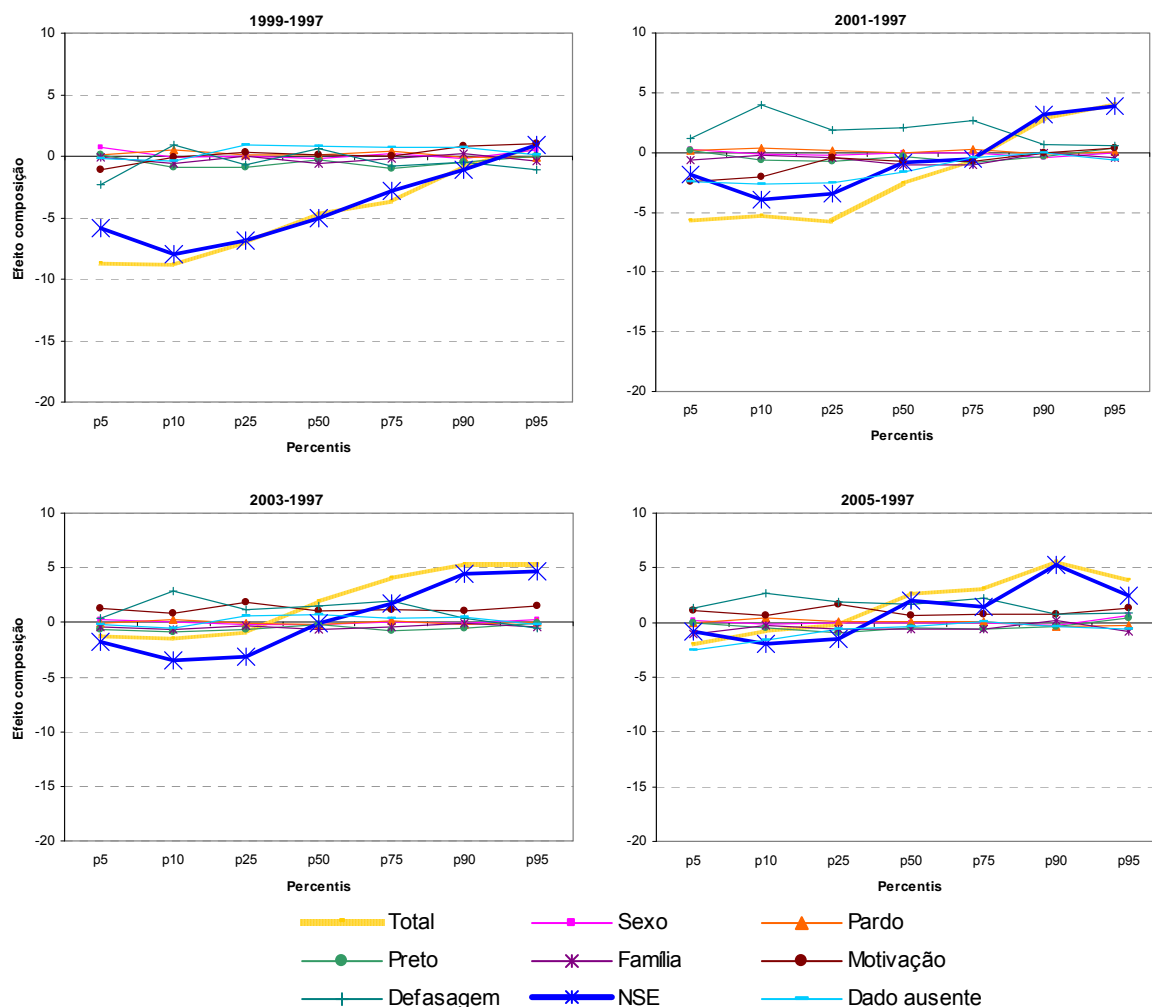 1999-1997
10
5
0
-5
-10
-15
-20
Efeito composição
p5 p10 p25 p50 p75 p90 p95
Percentis
2001-1997
10
5
0
-5
-10
-15
-20
p5 p10 p25 p50 p75 p90 p95
Percentis
2003-1997
10
5
0
-5
-10
-15
-20
Efeito composição
p5 p10 p25 p50 p75 p90 p95
Percentis
2005-1997
10
5
0
-5
-10
-15
-20
p5 p10 p25 p50 p75 p90 p95
Percentis
Total Sexo Pardo
Preto Família Motivação
Defasagem NSE Dado ausente